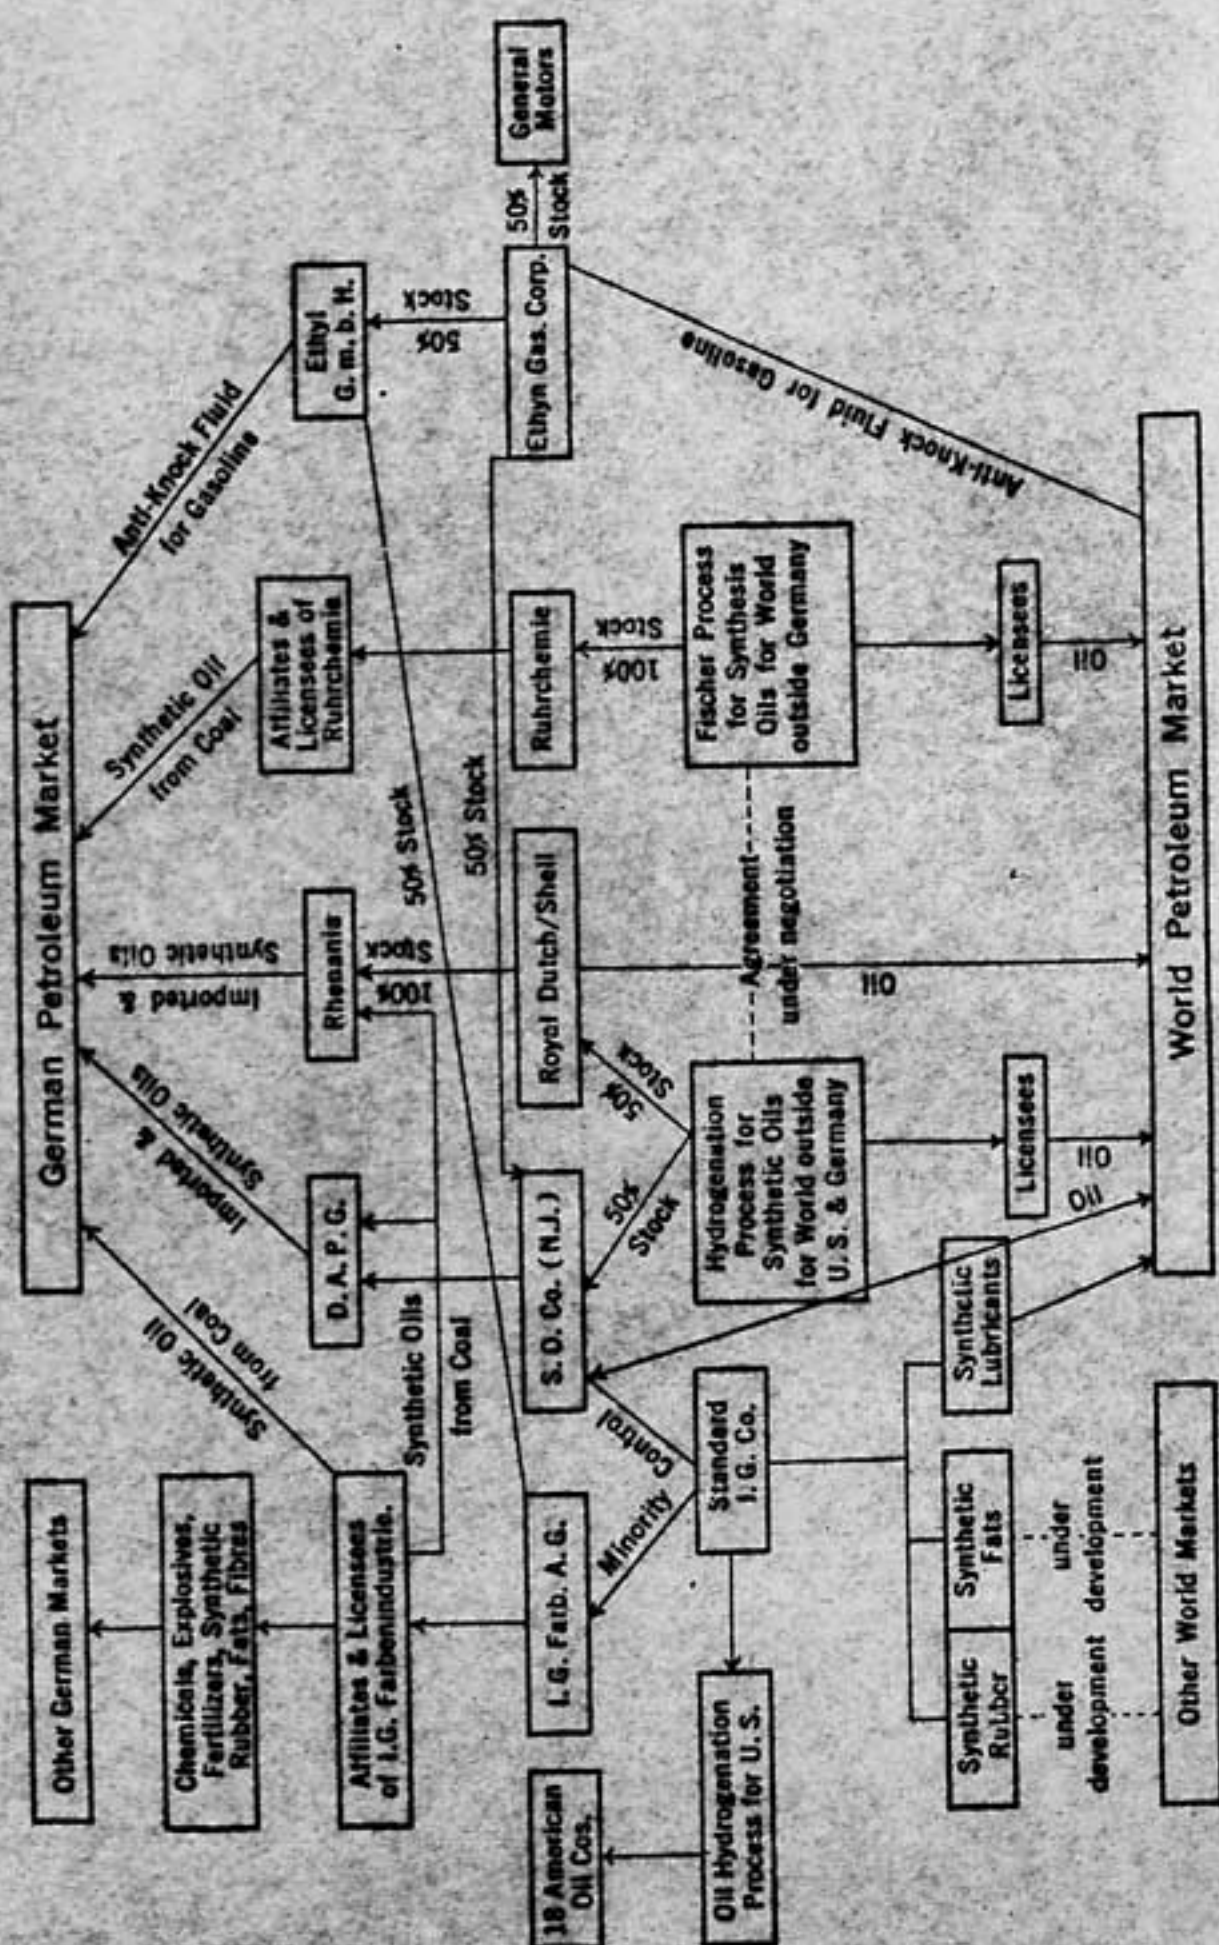 Other German Markets
German Petroleum Market
Chemicals, Explosives,
Fertilizers, Synthetic
Rubber, Fats, Fibres
Synthetic Oil
from Coal
Imported &
Synthetic Oils
Imported &
Synthetic Oils
Synthetic Oil
from Coal
Anti-Knock Fluid
for Gasoline
Affiliates & Licenses
of I.G. Farbenindustrie.
D. A. P. G.
Rhenanis
Affiliates &
Licensees of
Ruhrchemia
Ethyl
G. m. b. H.
Synthetic Oils
from Coal
100%
Stock
50% Stock
50% Stock
50%
Stock
18 American
Oil Cos.
I. G. Farb. A. G.
S. O. Co. (N.J.)
Royal Dutch/Shell
Ruhrchemie
Ethyn Gas. Corp.
50%
Stock
General
Motors
Minority
Control
50%
Stock
50%
Stock
100%
Stock
Oil Hydrogenation
Process for U. S.
Standard
I. G. Co.
Hydrogenation
Process for
Synthetic Oils
for World outside
U. S. & Germany
Agreement
under negotiation
Fischer Process
for Synthesis
Oils for World
outside Germany
Anti-Knock Fluid for Gasoline
Oil
Synthetic
Rubber
Synthetic
Fats
Synthetic
Lubricants
Licensees
Licensees
under
development
under
development
Oil
Oil
Oil
Other World Markets
World Petroleum Market